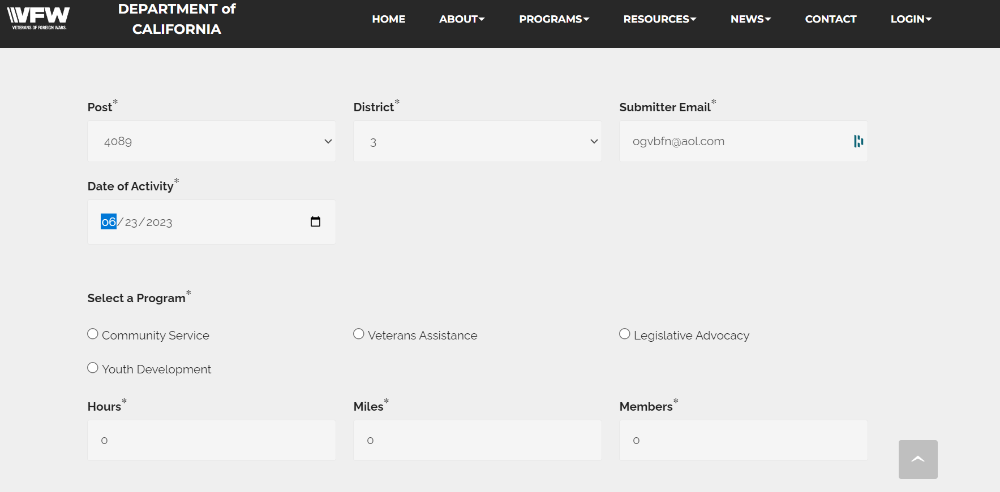 VFW
VETERANS OF FOREIGN WARS.
DEPARTMENT of
CALIFORNIA
HOME ABOUT PROGRAMS RESOURCES NEWS CONTACT LOGIN
Post* District* Submitter Email*
4089 3 ogvbfn@aol.com
Date of Activity*
06/23/2023
Select a Program*
Community Service Veterans Assistance Legislative Advocacy
Youth Development
Hours* Miles* Members*
0 0 0